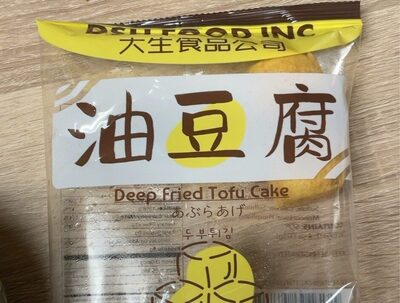 DSU FOOD INC
大生食品公司
油豆腐
Deep Fried Tofu Cake
あぶらあげ
두부튀김